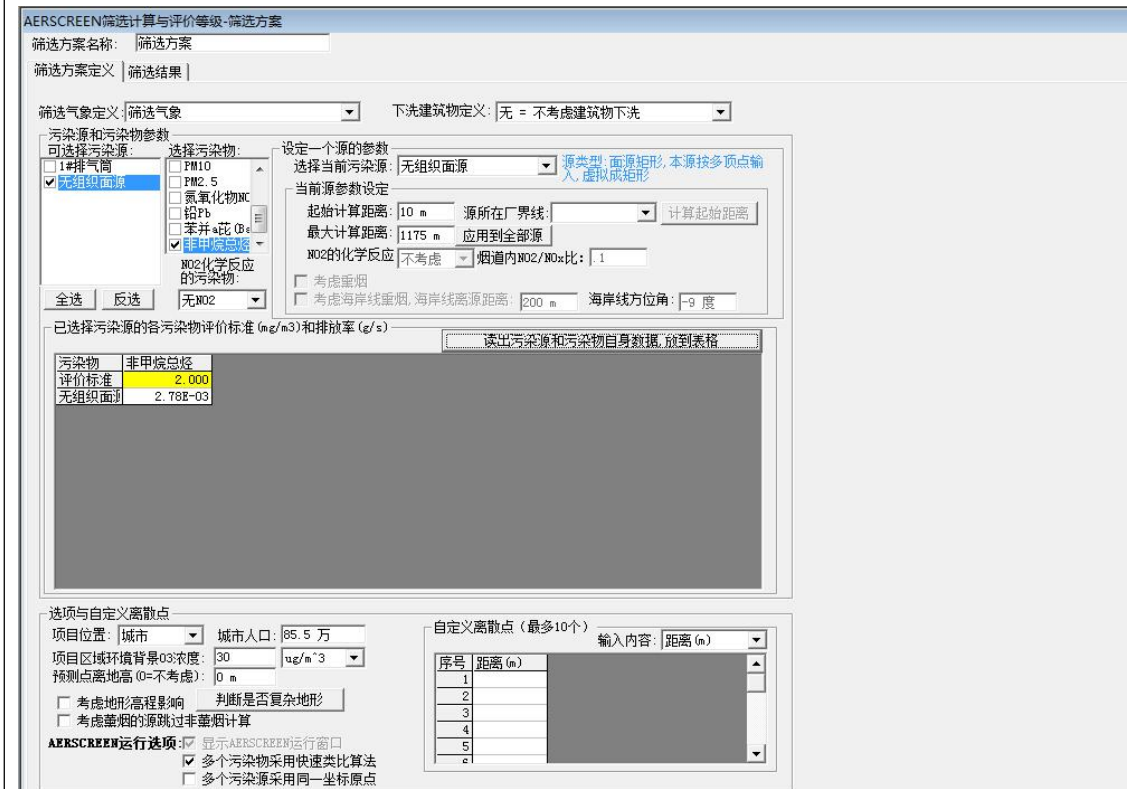 AERSCREEN筛选计算与评价等级-筛选方案
筛选方案名称: 筛选方案
筛选方案定义 筛选结果
筛选气象定义: 筛选气象 下洗建筑物定义: 无 = 不考虑建筑物下洗
污染源和污染物参数
可选择污染源: 选择污染物:
1#排气筒
无组织面源
PM10
PM2.5
氮氧化物NO
铅Pb
苯并a芘(Ba
非甲烷总烃
NO2化学反应
的污染物:
全选 反选 无NO2
设定一个源的参数
选择当前污染源: 无组织面源 源类型:面源矩形,本源按多顶点输
入,虚拟成矩形
当前源参数设定
起始计算距离: 10 m 源所在厂界线: 计算起始距离
最大计算距离: 1175 m 应用到全部源
NO2的化学反应 不考虑 烟道内NO2/NOx比: .1
考虑重烟
考虑海岸线重烟,海岸线离源距离: 200 m 海岸线方位角: -9 度
已选择污染源的各污染物评价标准(mg/m3)和排放率(g/s)
读出污染源和污染物自身数据,放到表格
污染物 非甲烷总烃
评价标准 2.000
无组织面源 2.78E-03
选项与自定义离散点
项目位置: 城市 城市人口: 85.5 万
项目区域环境背景O3浓度: 30 ug/m^3
预测点离地高(0=不考虑): 0 m
考虑地形高程影响 判断是否复杂地形
考虑薰烟的源跳过非薰烟计算
AERSCREEN运行选项: 显示AERSCREEN运行窗口
多个污染物采用快速类比算法
多个污染源采用同一坐标原点
自定义离散点(最多10个)
输入内容: 距离(m)
序号 距离(m)
1
2
3
4
5